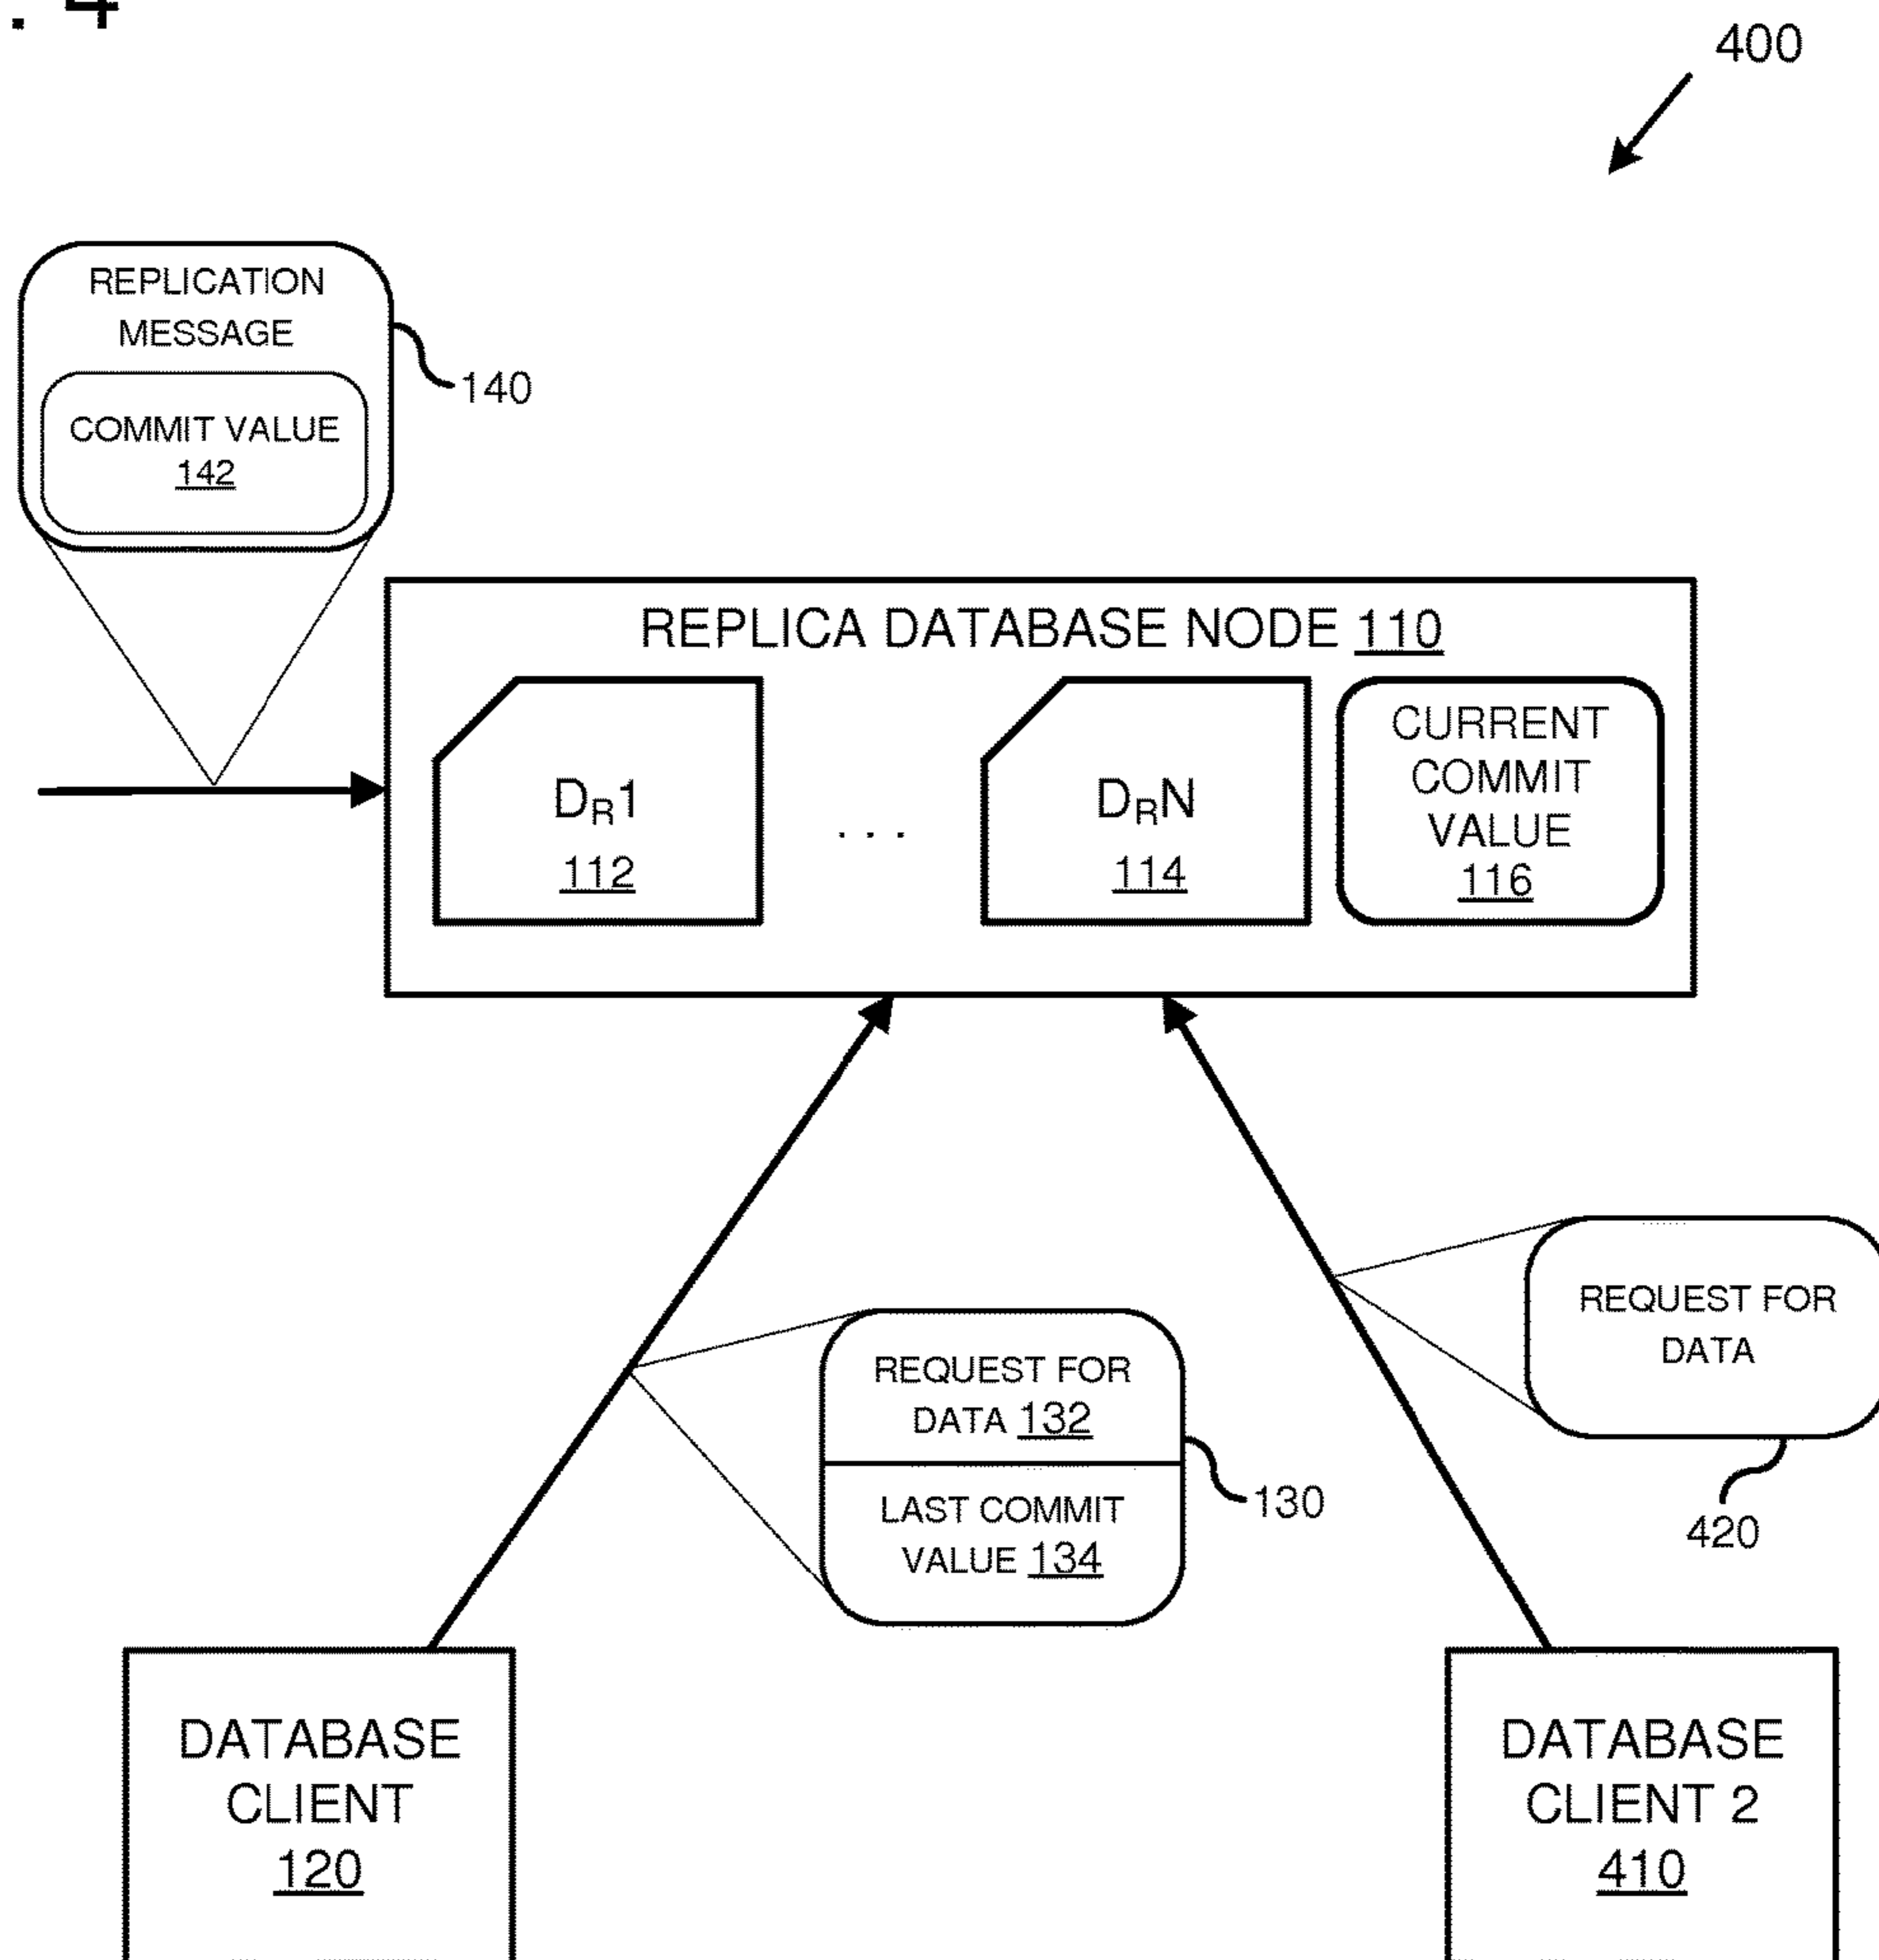 . 4
400
REPLICATION
MESSAGE
140
COMMIT VALUE
142
REPLICA DATABASE NODE 110
DR1
112
. . .
DRN
114
CURRENT
COMMIT
VALUE
116
REQUEST FOR
DATA
420
REQUEST FOR
DATA 132
130
LAST COMMIT
VALUE 134
DATABASE
CLIENT
120
DATABASE
CLIENT 2
410